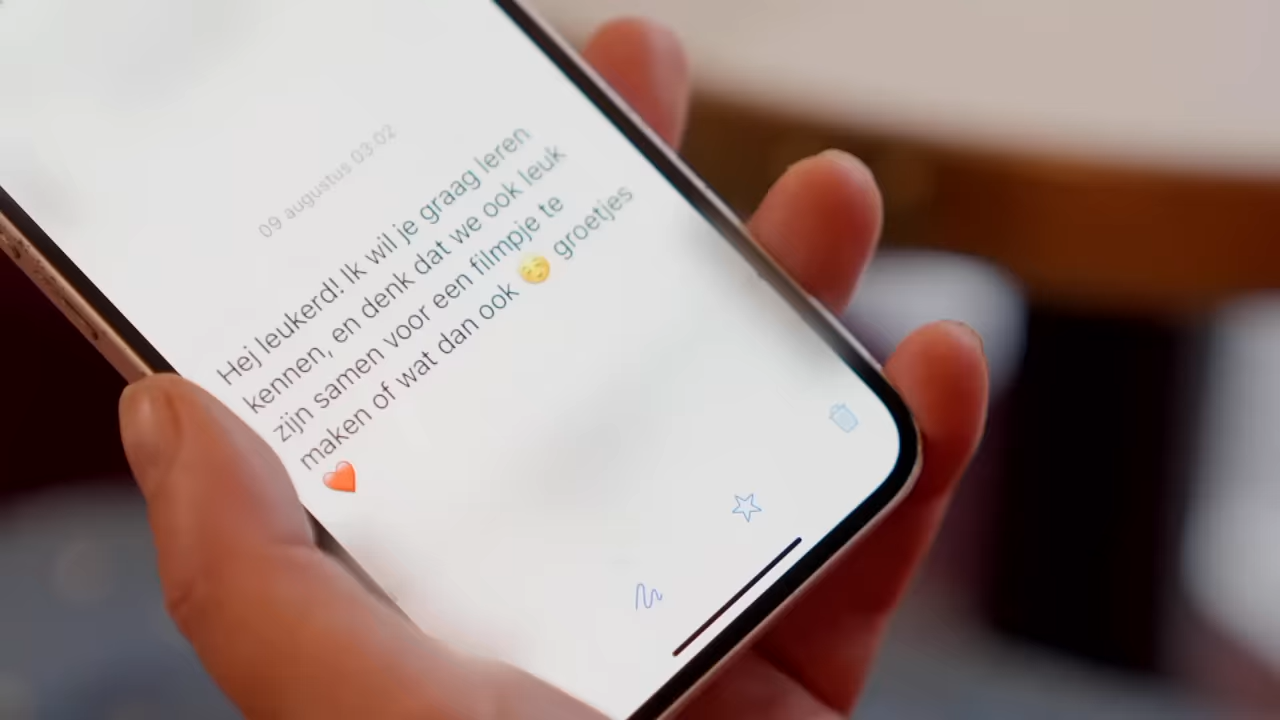 09 augustus 03:02
Hej leukerd! Ik wil je graag leren
kennen, en denk dat we ook leuk
zijn samen voor een filmpje te
maken of wat dan ook 😏 groetjes
❤️